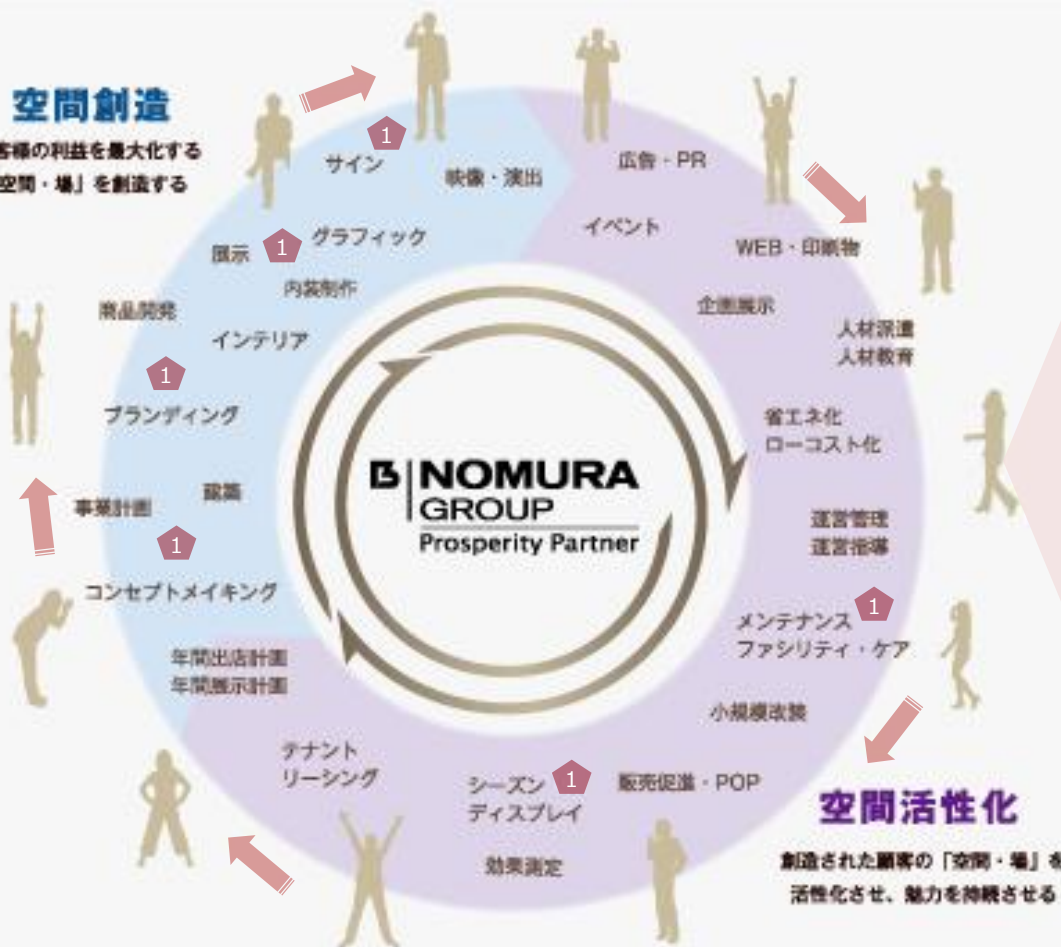 空間創造
客様の利益を最大化する
空間・場」を創造する
サイン
1
映像・演出
広告・PR
展示
1
グラフィック
イベント
WEB・印刷物
内装制作
商品開発
インテリア
企画展示
人材派遣
人材教育
1
ブランディング
省エネ化
ローコスト化
NOMURA
GROUP
Prosperity Partner
事業計画
建築
運営管理
運営指導
1
コンセプトメイキング
メンテナンス
1
ファシリティ・ケア
年間出店計画
年間展示計画
小規模改装
テナント
リーシング
シーズン
1
ディスプレイ
販売促進・POP
効果測定
空間活性化
創造された顧客の「空間・場」を
活性化させ、魅力を持続させる